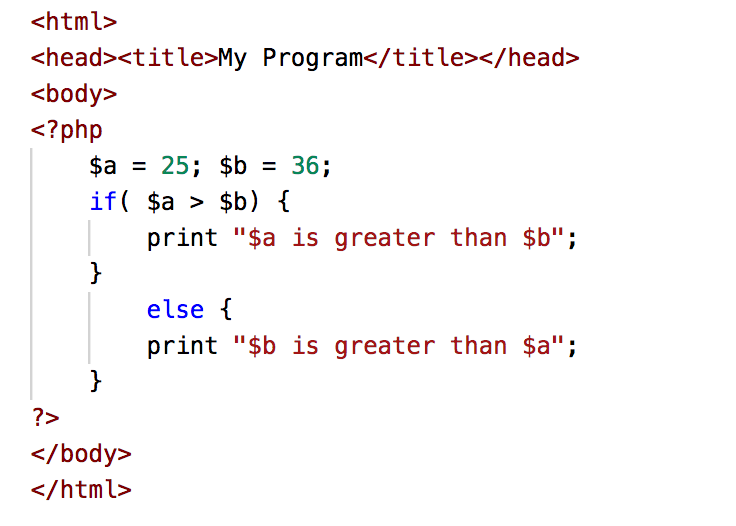 <html>
<head><title>My Program</title></head>
<body>
<?php
    $a = 25; $b = 36;
    if( $a > $b) {
        print "$a is greater than $b";
    }
        else {
        print "$b is greater than $a";
    }
?>
</body>
</html>